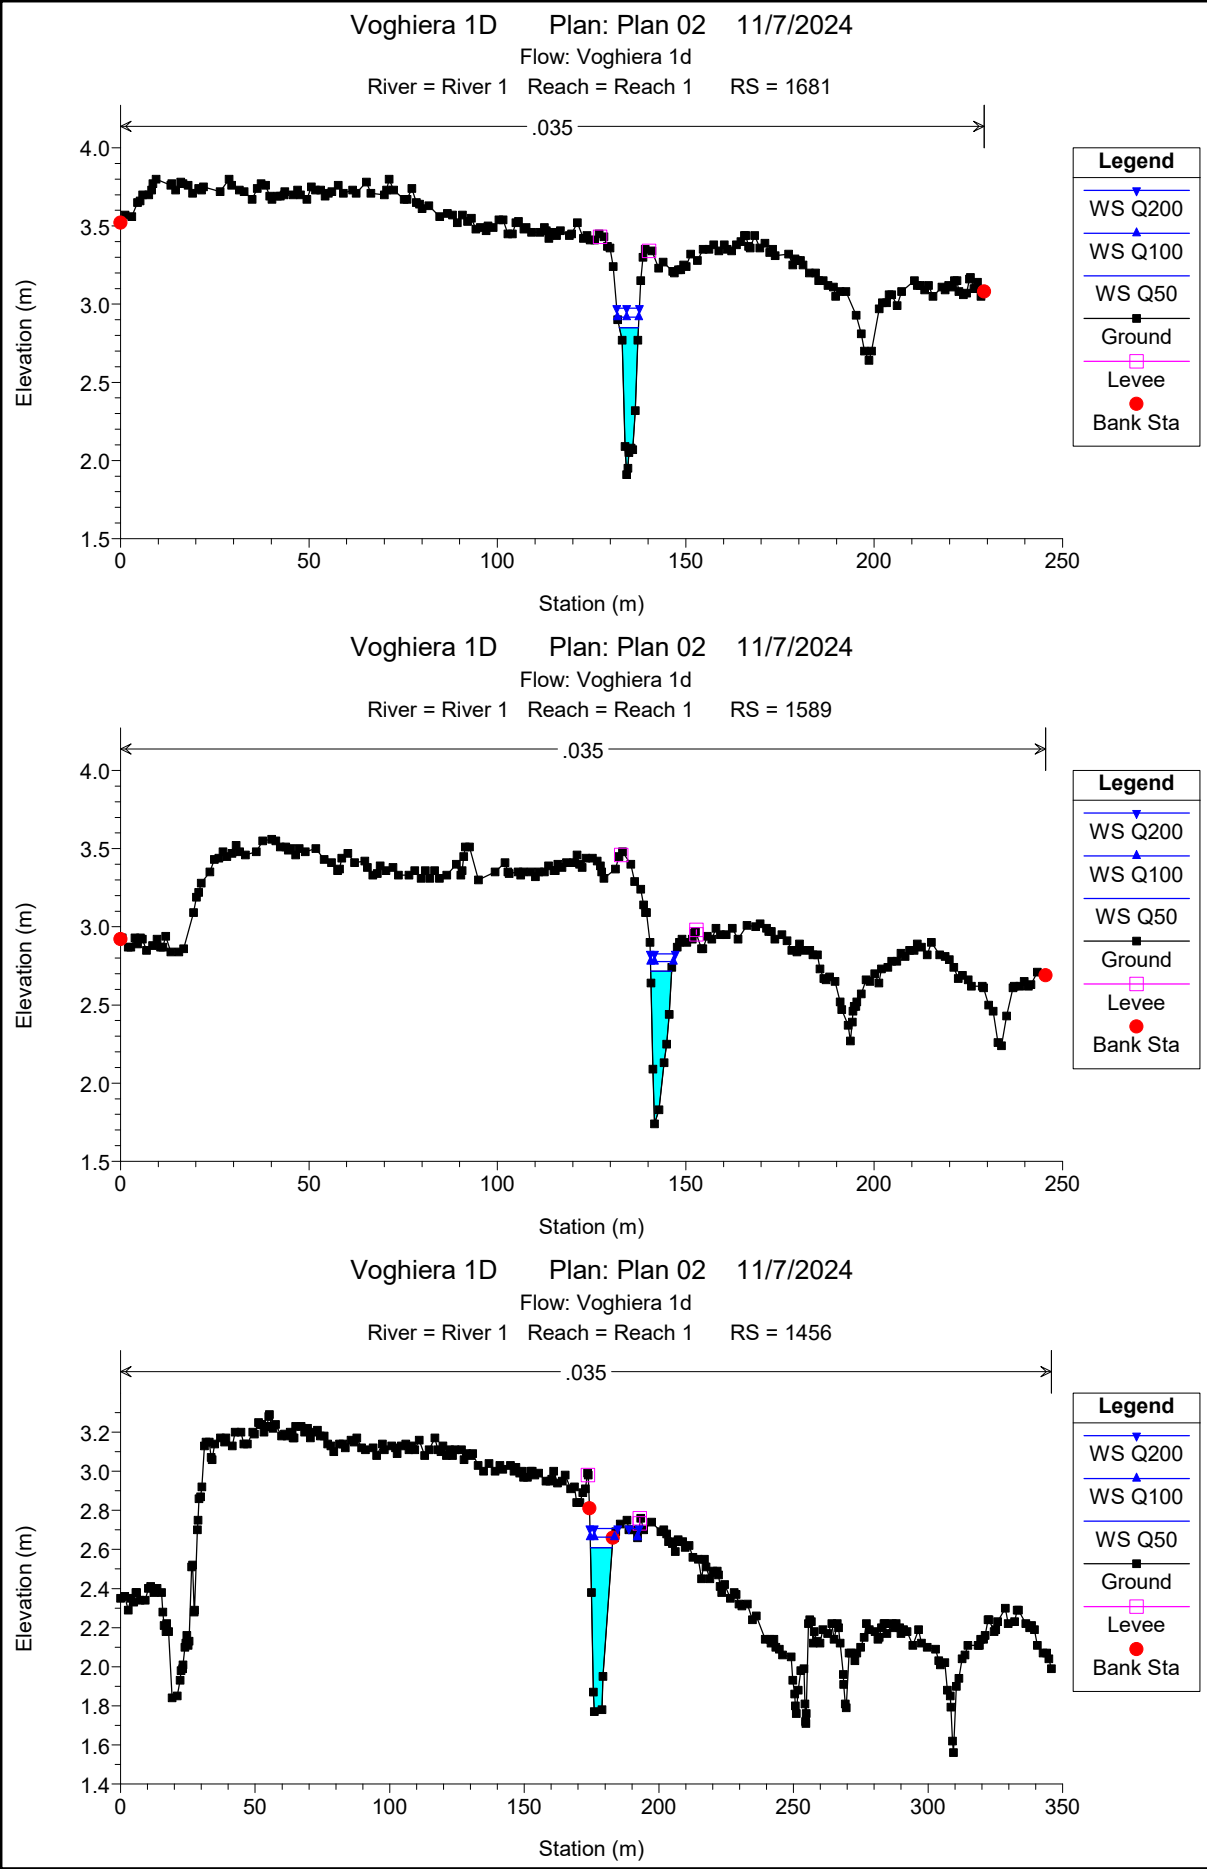 Voghiera 1D Plan: Plan 02 11/7/2024
Flow: Voghiera 1d
River = River 1 Reach = Reach 1 RS = 1681
.035
4.0
3.5
3.0
2.5
2.0
1.5
Elevation (m)
0 50 100 150 200 250
Station (m)
Legend
WS Q200
WS Q100
WS Q50
Ground
Levee
Bank Sta
Voghiera 1D Plan: Plan 02 11/7/2024
Flow: Voghiera 1d
River = River 1 Reach = Reach 1 RS = 1589
.035
4.0
3.5
3.0
2.5
2.0
1.5
Elevation (m)
0 50 100 150 200 250
Station (m)
Legend
WS Q200
WS Q100
WS Q50
Ground
Levee
Bank Sta
Voghiera 1D Plan: Plan 02 11/7/2024
Flow: Voghiera 1d
River = River 1 Reach = Reach 1 RS = 1456
.035
3.2
3.0
2.8
2.6
2.4
2.2
2.0
1.8
1.6
1.4
Elevation (m)
0 50 100 150 200 250 300 350
Station (m)
Legend
WS Q200
WS Q100
WS Q50
Ground
Levee
Bank Sta